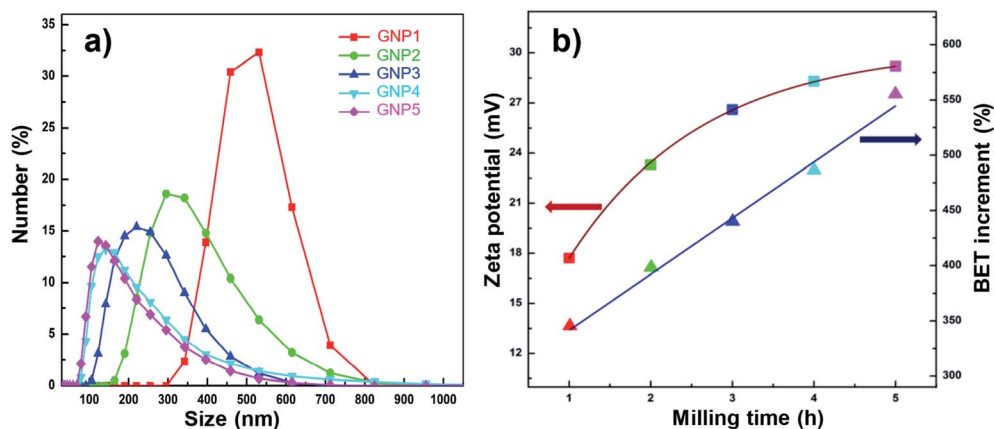 a)
GNP1
GNP2
GNP3
GNP4
GNP5
Number (%)
35
30
25
20
15
10
5
0
100 200 300 400 500 600 700 800 900 1000
Size (nm)
b)
Zeta potential (mV)
30
27
24
21
18
15
12
BET increment (%)
600
550
500
450
400
350
300
1 2 3 4 5
Milling time (h)